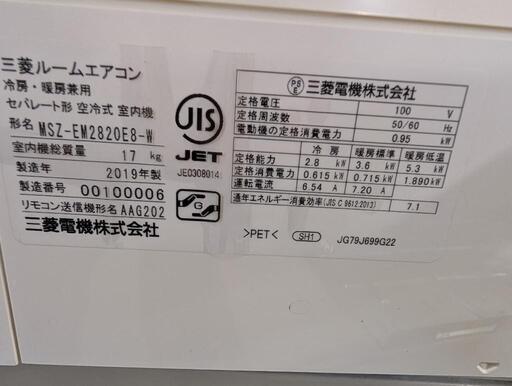 三菱ルームエアコン
冷房・暖房兼用
セパレート形 空冷式 室内機
形名 MSZ-EM2820E8-W
室内機総質量 17 kg
製造年 2019年製
製造番号 00100006
リモコン送信機形名 AAG202
三菱電機株式会社
JIS
JET
JE0308014
G
PS E 三菱電機株式会社
定格電圧 100 V
定格周波数 50/60 Hz
電動機の定格消費電力 0.95 kW
冷房 暖房標準 暖房低温
定格能力 2.8 kW 3.6 kW 5.3 kW
定格消費電力 0.615 kW 0.715 kW 1.890 kW
運転電流 6.54 A 7.20 A
通年エネルギー消費効率(JIS C 9612:2013) 7.1
>PET< SH1 JG79J699G22